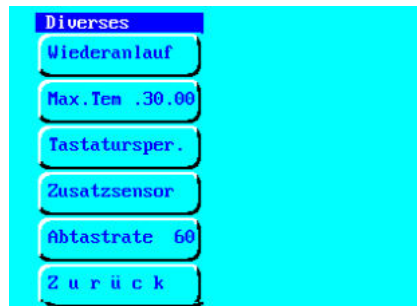 Diverses
Wiederanlauf
Max.Tem .30.00
Tastatursper.
Zusatzsensor
Abtastrate 60
Z u r ü c k